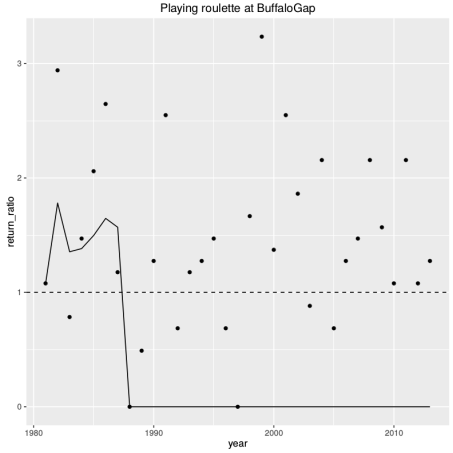 Playing roulette at BuffaloGap
3
2
1
0
return_ratio
1980
1990
2000
2010
year